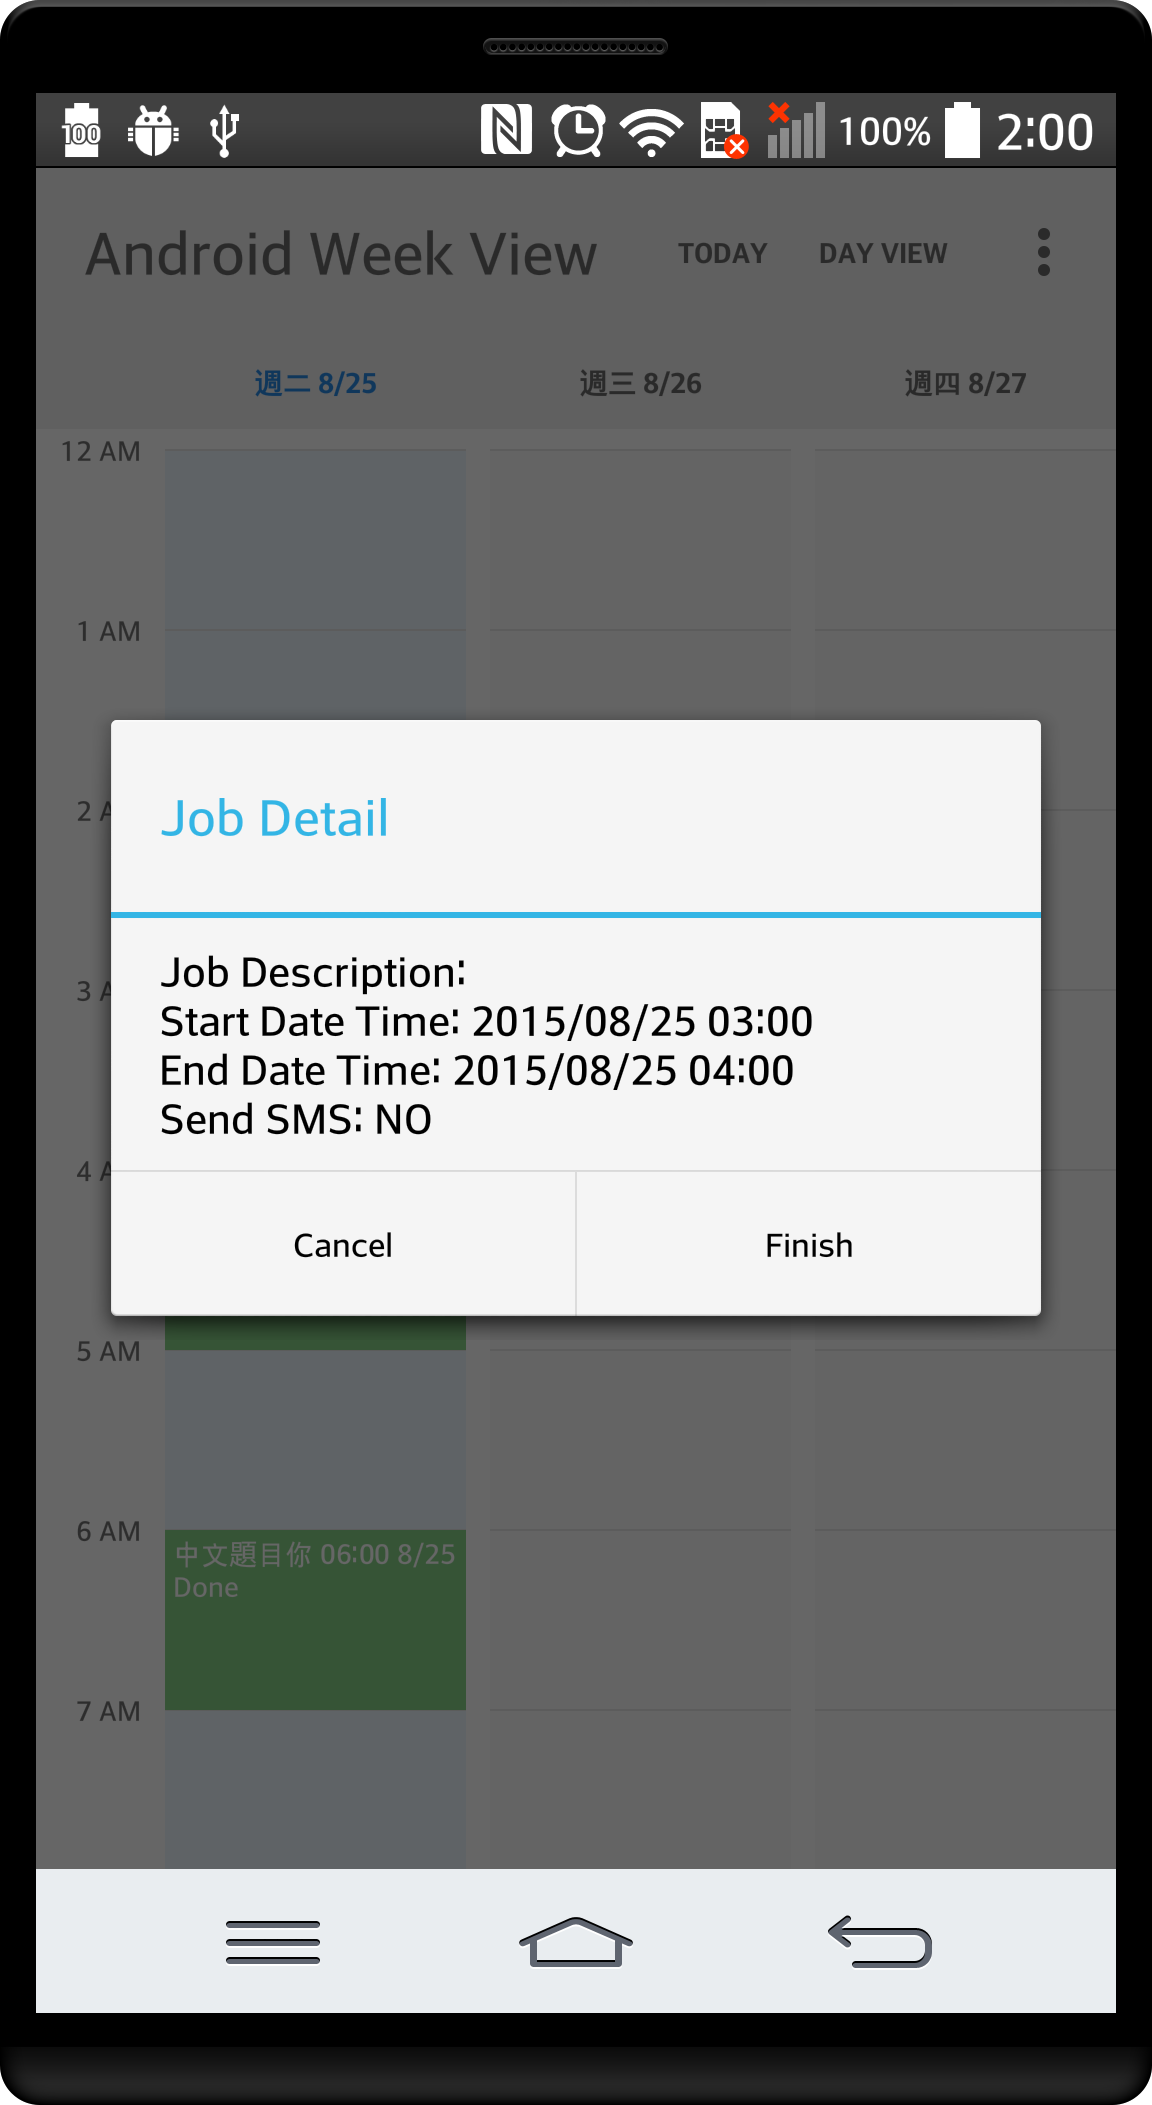 100
100% 2:00
Android Week View TODAY DAY VIEW
週二 8/25 週三 8/26 週四 8/27
12 AM
1 AM
2 A
Job Detail
Job Description:
3 A
Start Date Time: 2015/08/25 03:00
End Date Time: 2015/08/25 04:00
Send SMS: NO
4 A
Cancel Finish
5 AM
6 AM
中文題目你 06:00 8/25
Done
7 AM